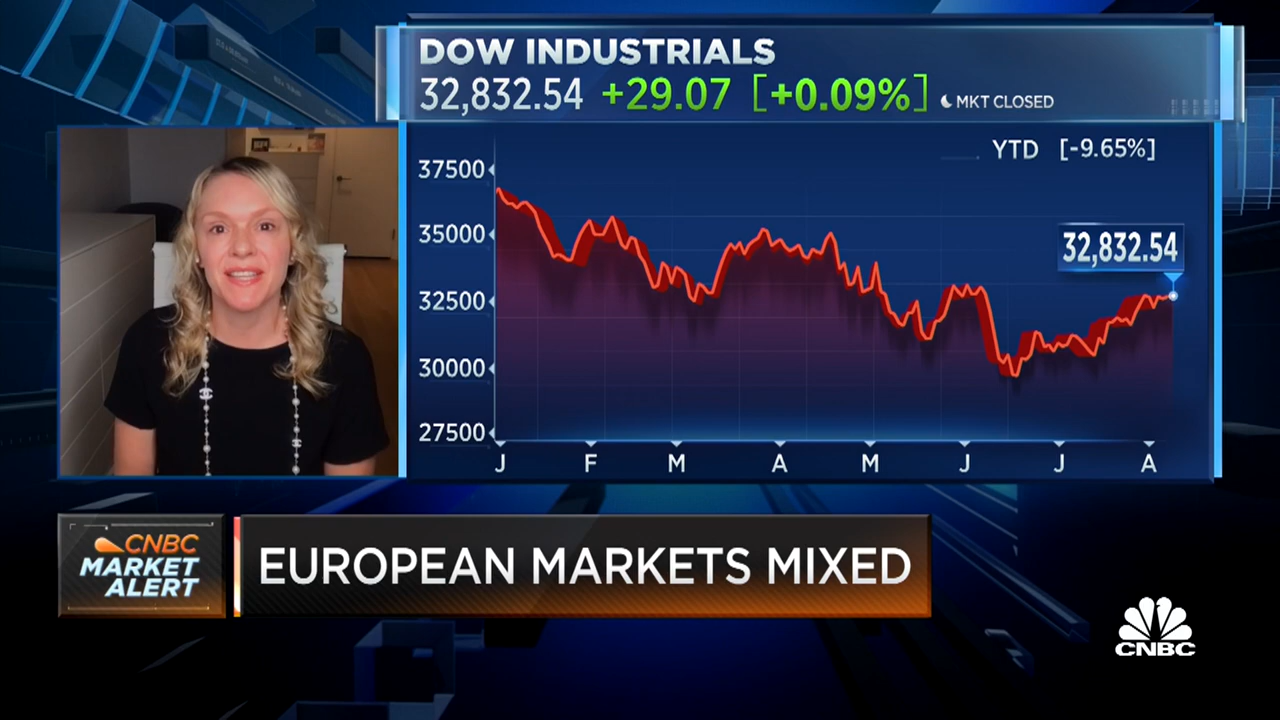 DOW INDUSTRIALS
32,832.54 +29.07 [+0.09%] MKT CLOSED
YTD [-9.65%]
37500
35000
32,832.54
32500
30000
27500
J F M A M J J A
CNBC
MARKET
ALERT
EUROPEAN MARKETS MIXED
CNBC